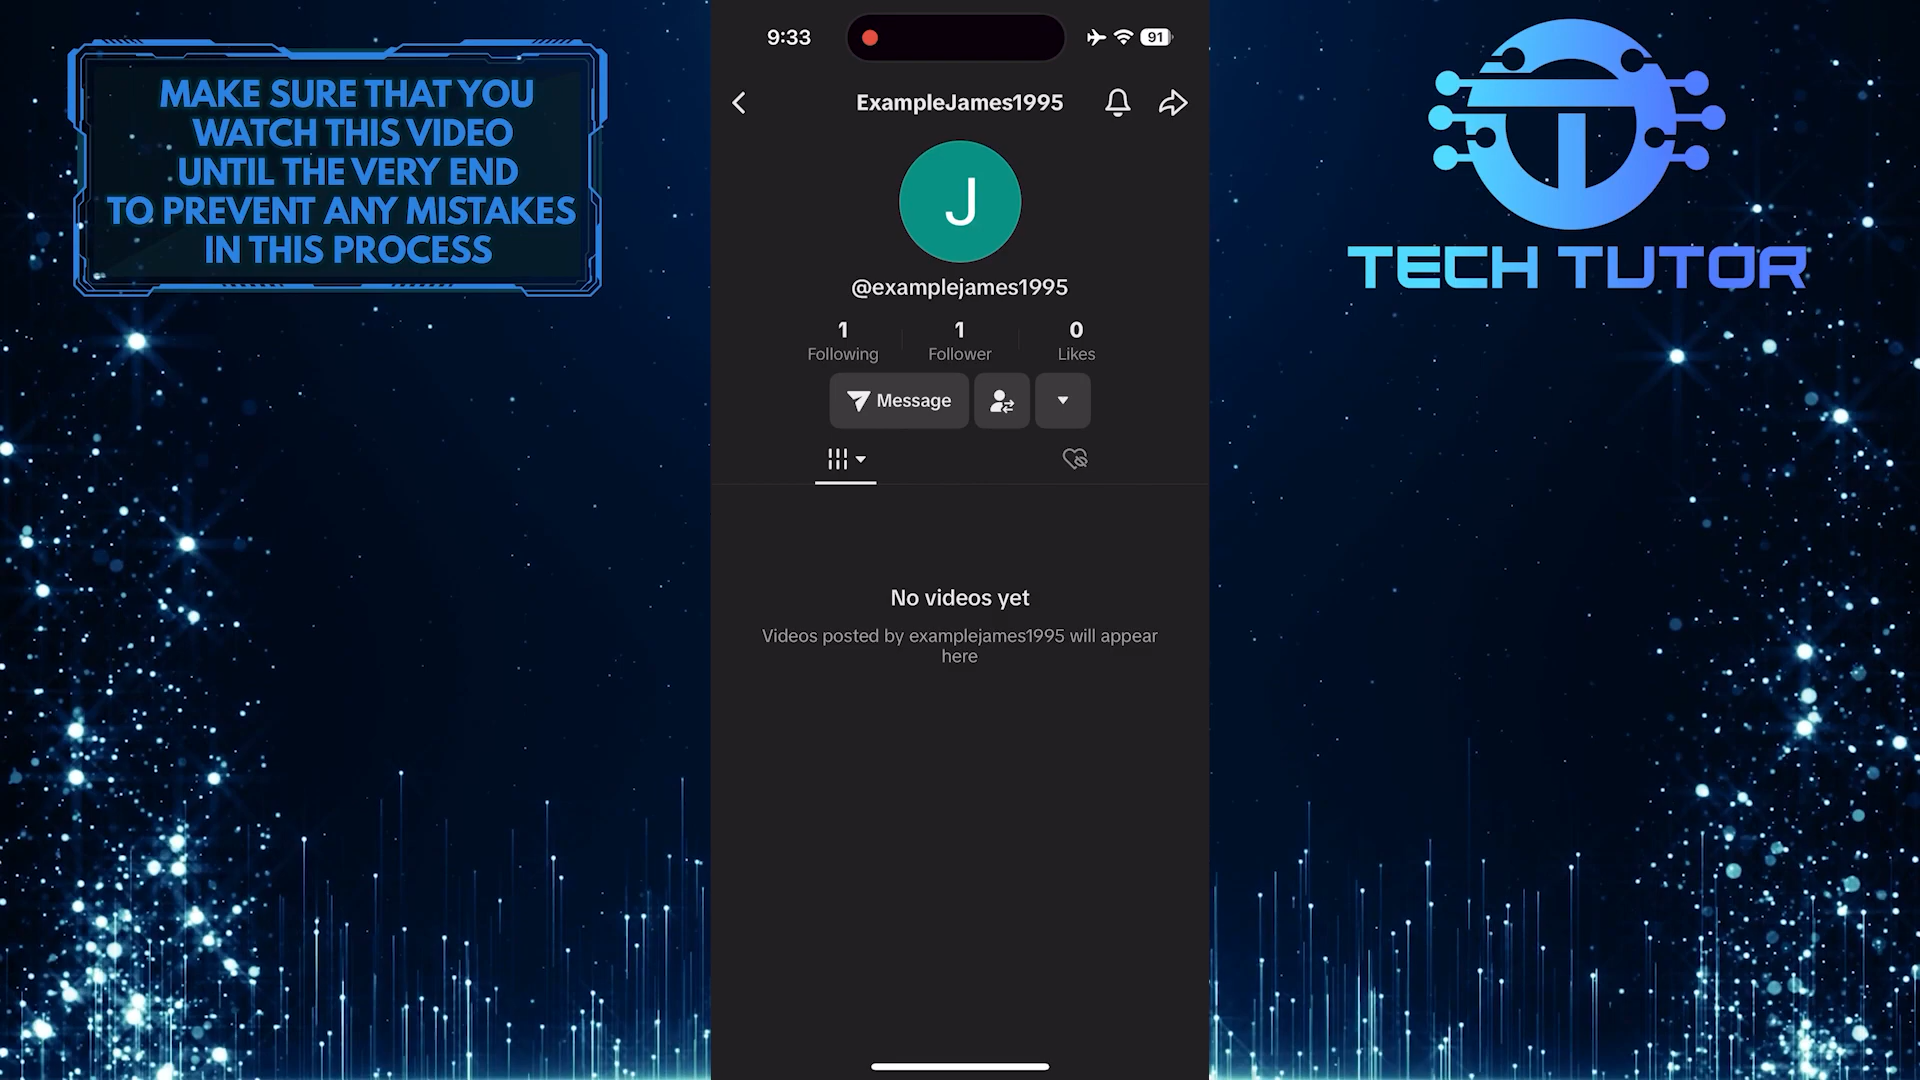 MAKE SURE THAT YOU
WATCH THIS VIDEO
UNTIL THE VERY END
TO PREVENT ANY MISTAKES
IN THIS PROCESS
9:33
91
ExampleJames1995
J
@examplejames1995
1 1 0
Following Follower Likes
Message
No videos yet
Videos posted by examplejames1995 will appear
here
TECH TUTOR